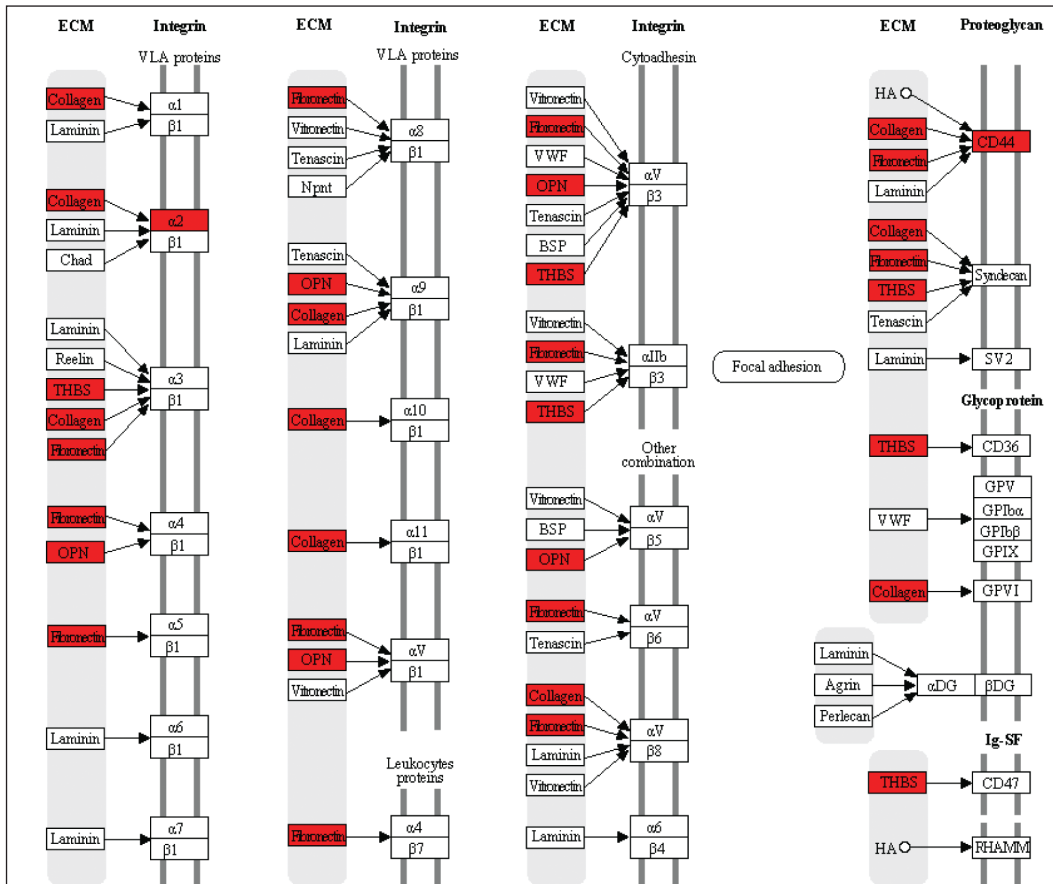 ECM Integrin
VLA proteins
Collagen
Laminin
α1
β1
Collagen
Laminin
Chad
α2
β1
Laminin
Reelin
THBS
Collagen
Fibronectin
α3
β1
Fibronectin
OPN
α4
β1
Fibronectin
α5
β1
Laminin
α6
β1
Laminin
α7
β1
ECM Integrin
VLA proteins
Fibronectin
Vitronectin
Tenascin
Npnt
α8
β1
Tenascin
OPN
Collagen
Laminin
α9
β1
Collagen
α10
β1
Collagen
α11
β1
Fibronectin
OPN
Vitronectin
αV
β1
Leukocytes
proteins
Fibronectin
α4
β7
ECM Integrin
Cytoadhesin
Vitronectin
Fibronectin
VWF
OPN
Tenascin
BSP
THBS
αV
β3
Vitronectin
Fibronectin
VWF
THBS
αIIb
β3
Other
combination
Vitronectin
BSP
OPN
αV
β5
Fibronectin
Tenascin
αV
β6
Collagen
Fibronectin
Laminin
Vitronectin
αV
β8
Laminin
α6
β4
Focal adhesion
ECM Proteoglycan
HA
Collagen
Fibronectin
Laminin
CD44
Collagen
Fibronectin
THBS
Tenascin
Syndecan
Laminin
SV2
Glycoprotein
THBS
CD36
VWF
GPV
GPIbα
GPIbβ
GPIX
Collagen
GPVI
Laminin
Agrin
Perlecan
αDG βDG
Ig-SF
THBS
CD47
HA
RHAMM